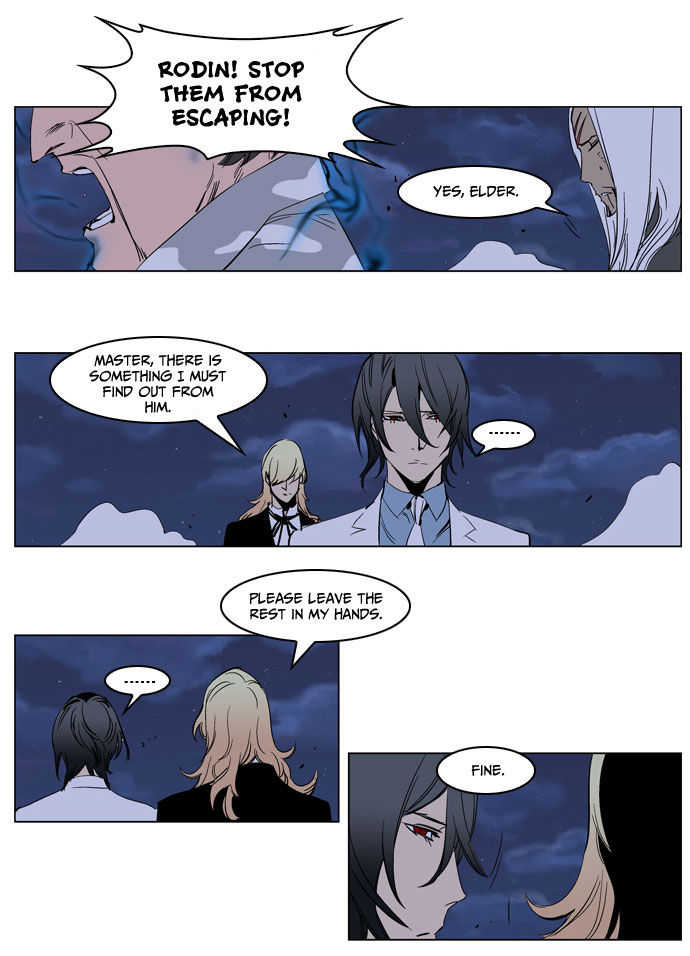 RODIN! STOP
THEM FROM
ESCAPING!
YES, ELDER.
MASTER, THERE IS
SOMETHING I MUST
FIND OUT FROM
HIM.
------
PLEASE LEAVE THE
REST IN MY HANDS.
------
FINE.